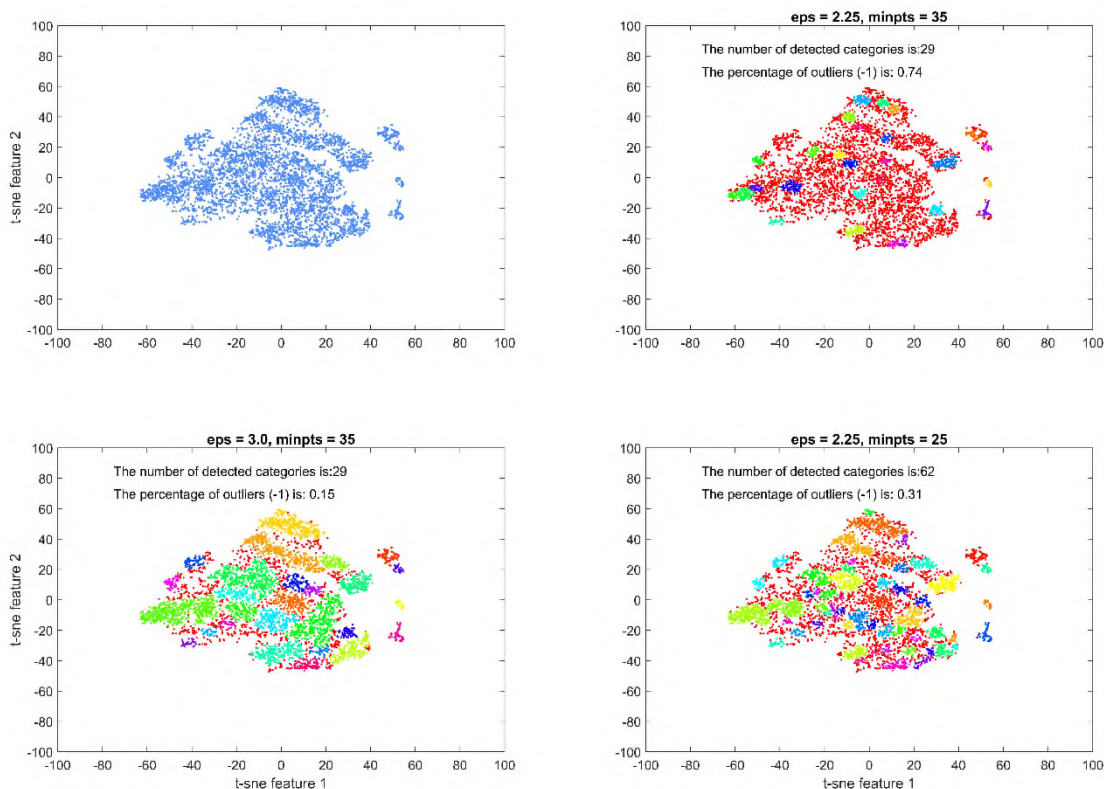 100
80
60
40
20
0
-20
-40
-60
-80
-100
t-sne feature 2
-100 -80 -60 -40 -20 0 20 40 60 80 100
eps = 2.25, minpts = 35
The number of detected categories is:29
The percentage of outliers (-1) is: 0.74
100
80
60
40
20
0
-20
-40
-60
-80
-100
-100 -80 -60 -40 -20 0 20 40 60 80 100
eps = 3.0, minpts = 35
The number of detected categories is:29
The percentage of outliers (-1) is: 0.15
100
80
60
40
20
0
-20
-40
-60
-80
-100
t-sne feature 2
-100 -80 -60 -40 -20 0 20 40 60 80 100
t-sne feature 1
eps = 2.25, minpts = 25
The number of detected categories is:62
The percentage of outliers (-1) is: 0.31
100
80
60
40
20
0
-20
-40
-60
-80
-100
-100 -80 -60 -40 -20 0 20 40 60 80 100
t-sne feature 1